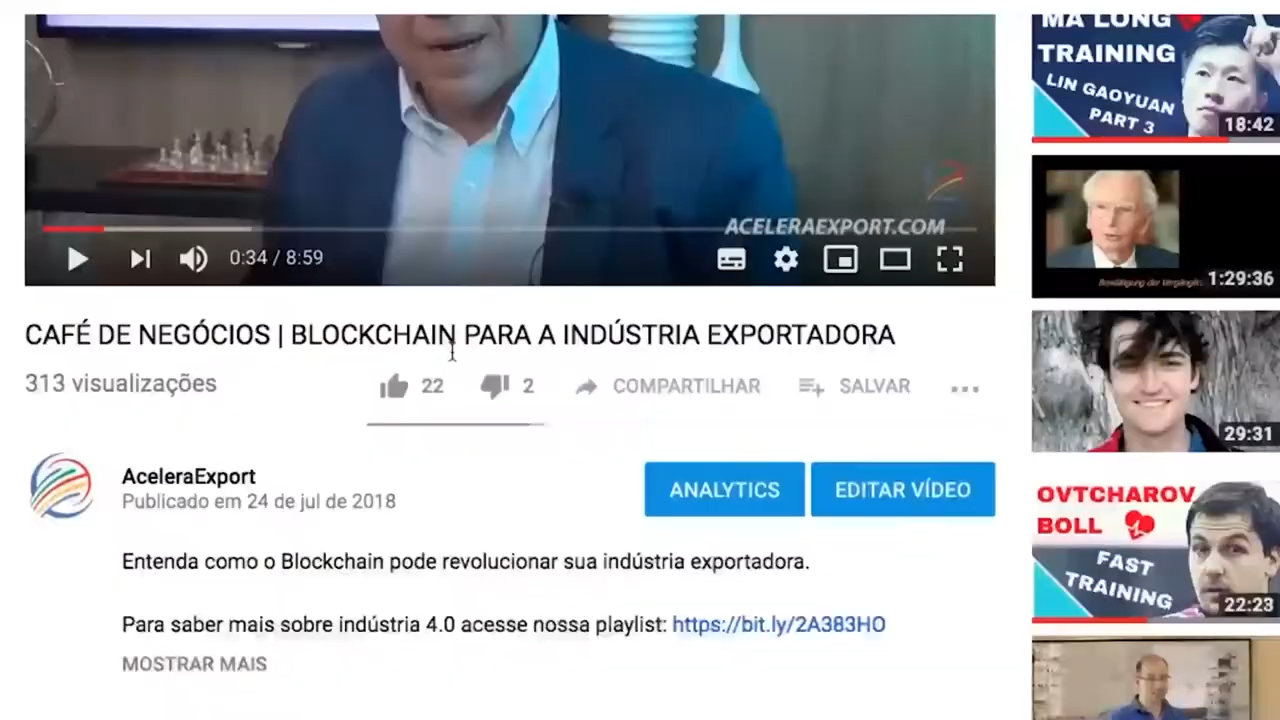 ACELERAEXPORT.COM
0:34 / 8:59
CAFÉ DE NEGÓCIOS | BLOCKCHAIN PARA A INDÚSTRIA EXPORTADORA
313 visualizações
22
2
COMPARTILHAR
SALVAR
AceleraExport
Publicado em 24 de jul de 2018
ANALYTICS
EDITAR VÍDEO
Entenda como o Blockchain pode revolucionar sua indústria exportadora.
Para saber mais sobre indústria 4.0 acesse nossa playlist: https://bit.ly/2A383HO
MOSTRAR MAIS
MA LONG
TRAINING
LIN GAOYUAN
PART 3
18:42
1:29:36
29:31
OVTCHAROV
BOLL
FAST
TRAINING
22:23